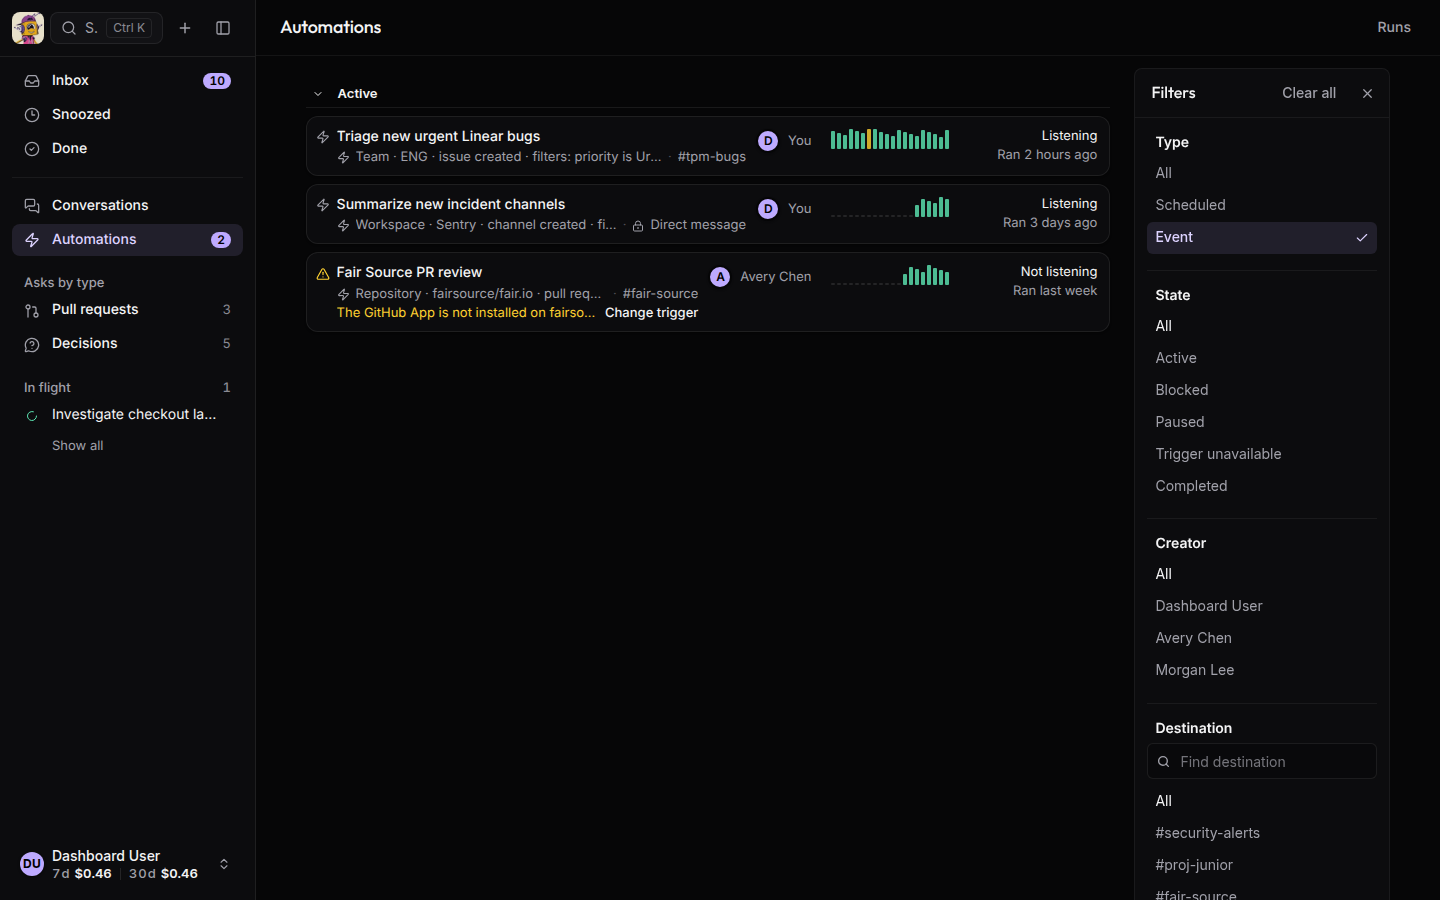 S.
Ctrl K
Inbox
10
Snoozed
Done
Conversations
Automations
2
Asks by type
Pull requests
3
Decisions
5
In flight
1
Investigate checkout la...
Show all
DU
Dashboard User
7d $0.46 | 30d $0.46
Automations
Runs
Active
Triage new urgent Linear bugs
Team · ENG · issue created · filters: priority is Ur... · #tpm-bugs
D
You
Listening
Ran 2 hours ago
Summarize new incident channels
Workspace · Sentry · channel created · fi... · Direct message
D
You
Listening
Ran 3 days ago
Fair Source PR review
Repository · fairsource/fair.io · pull req... · #fair-source
The GitHub App is not installed on fairso... Change trigger
A
Avery Chen
Not listening
Ran last week
Filters
Clear all
Type
All
Scheduled
Event
State
All
Active
Blocked
Paused
Trigger unavailable
Completed
Creator
All
Dashboard User
Avery Chen
Morgan Lee
Destination
Find destination
All
#security-alerts
#proj-junior
#fair-source